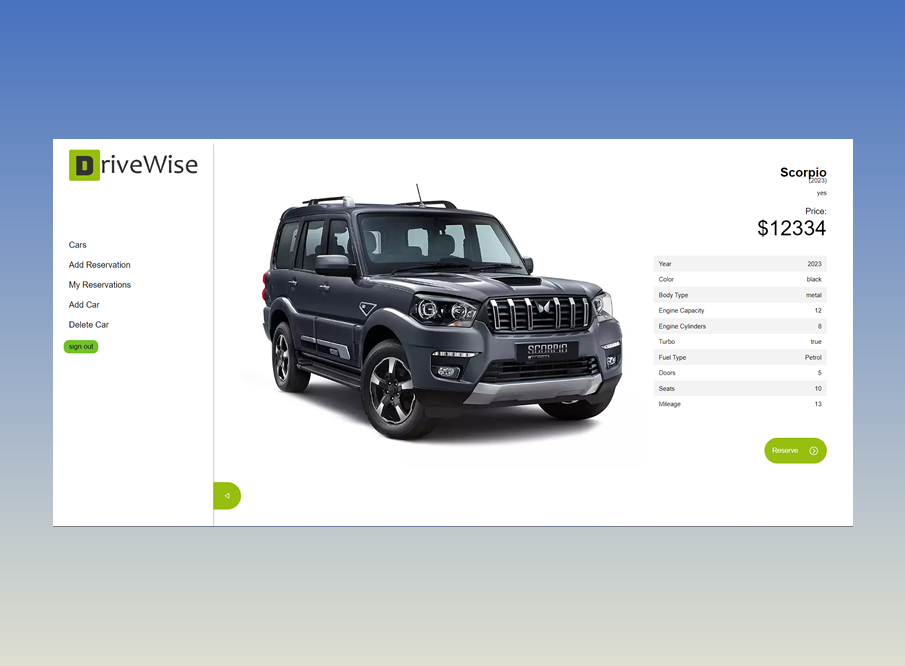 DriveWise
Cars
Add Reservation
My Reservations
Add Car
Delete Car
sign out
SCORPIO
Scorpio
(2023)
yes
Price:
$12334
Year 2023
Color black
Body Type metal
Engine Capacity 12
Engine Cylinders 8
Turbo true
Fuel Type Petrol
Doors 5
Seats 10
Mileage 13
Reserve